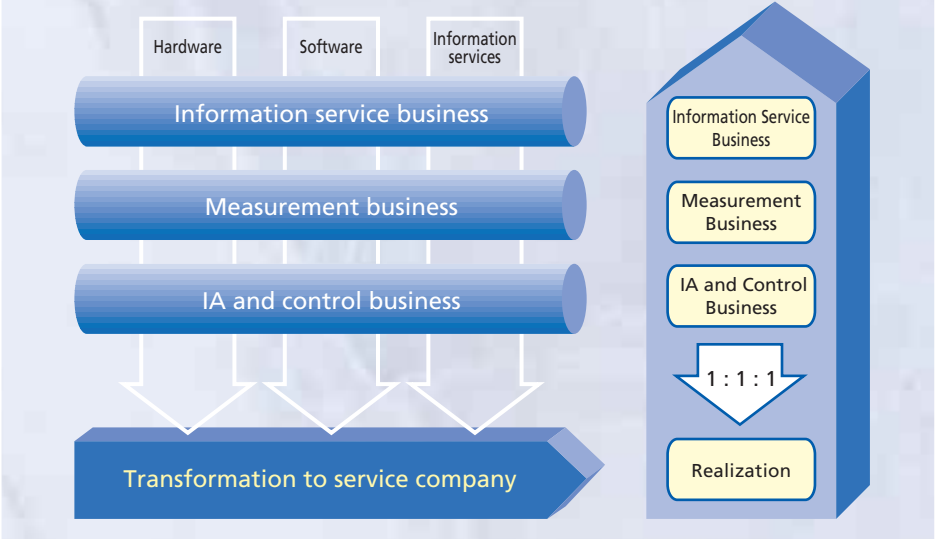 Hardware
Software
Information
services
Information service business
Measurement business
IA and control business
Transformation to service company
Information Service
Business
Measurement
Business
IA and Control
Business
1 : 1 : 1
Realization